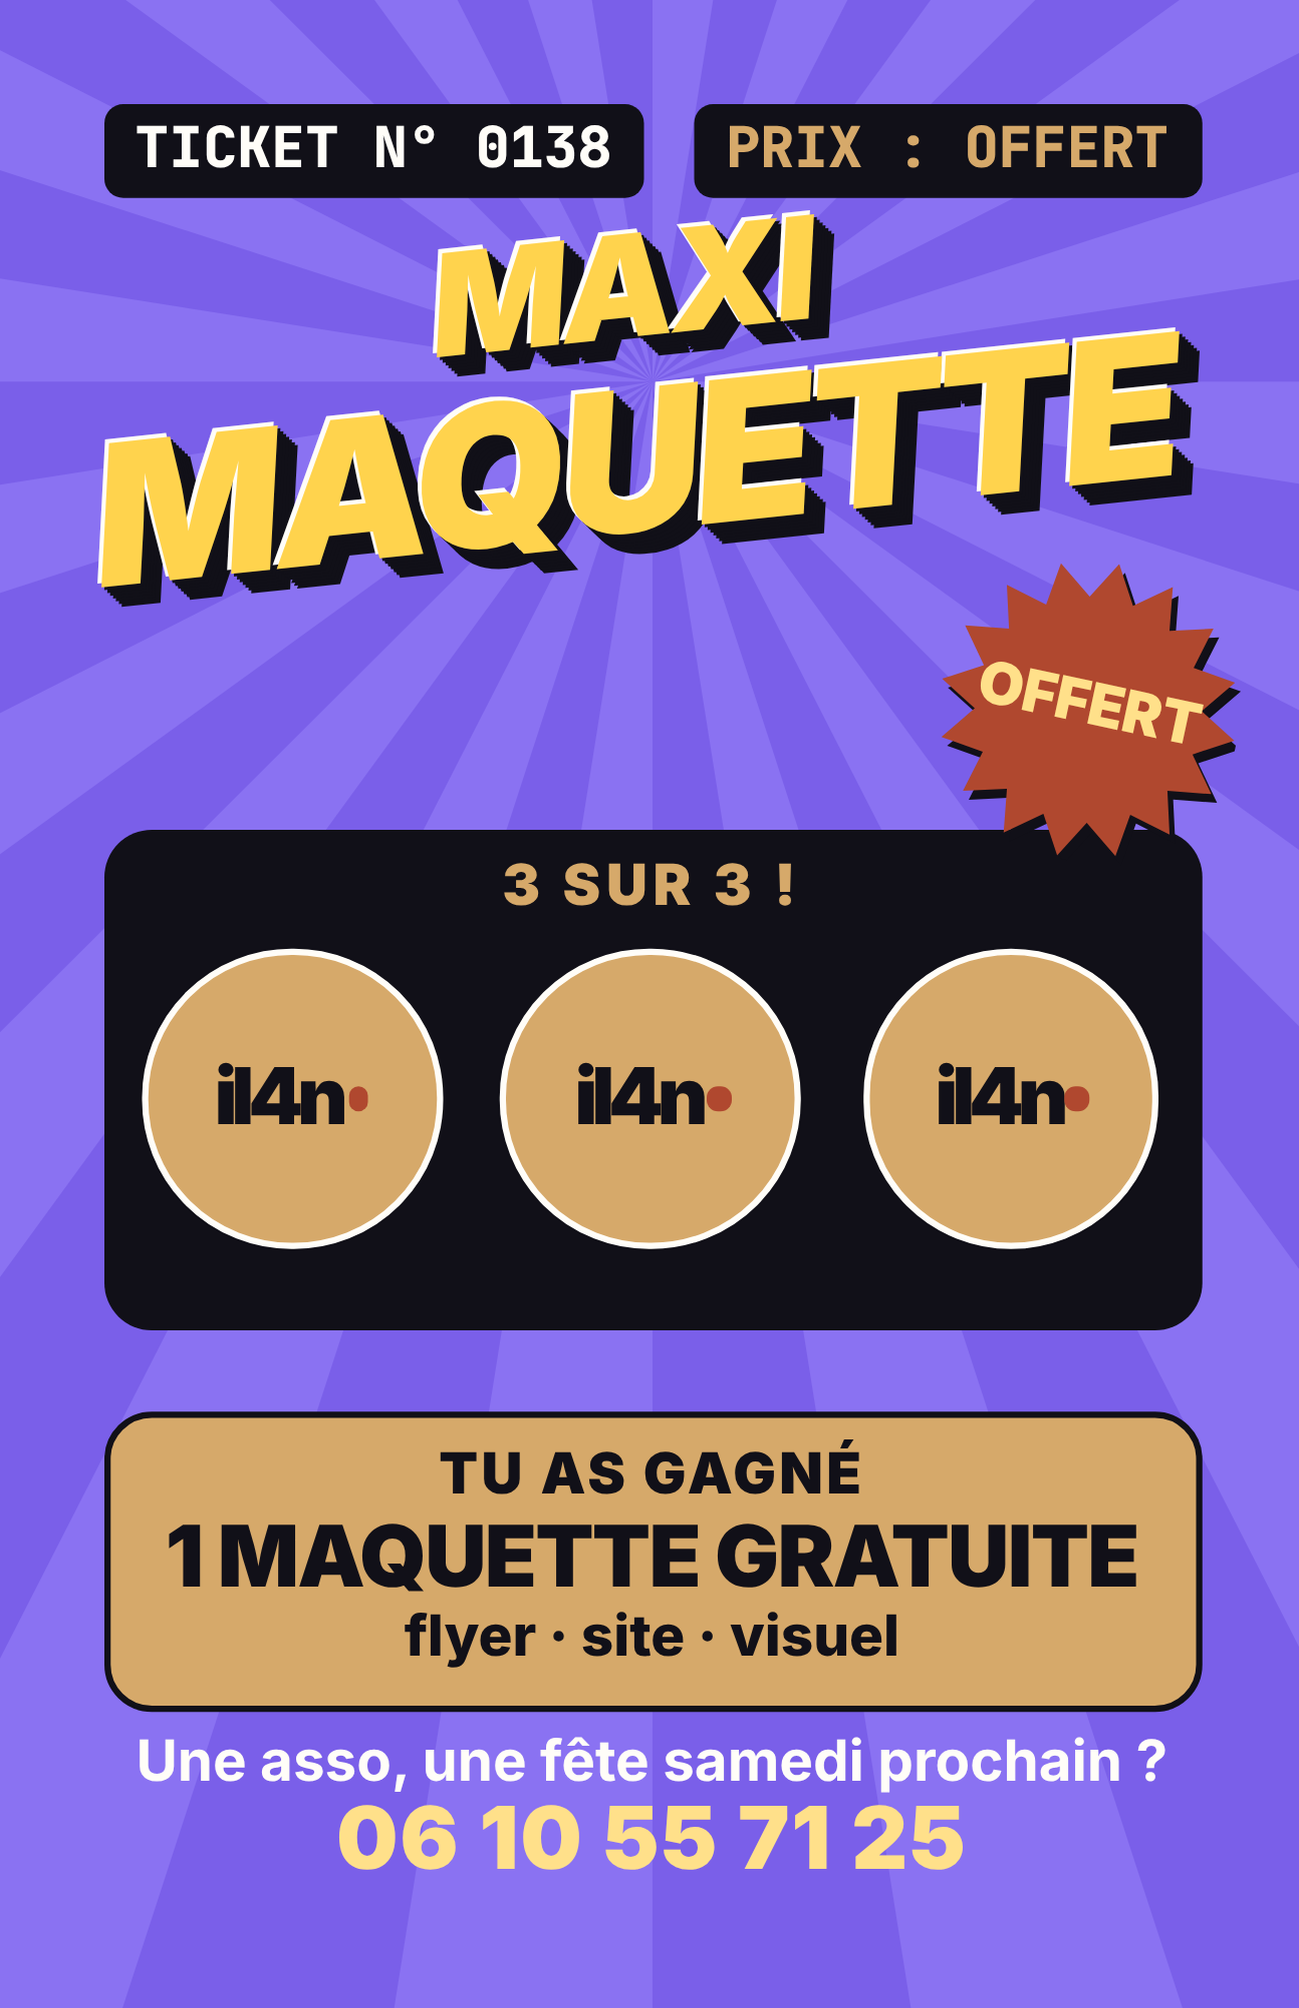 TICKET N° 0138
PRIX : OFFERT
MAXI
MAQUETTE
OFFERT
3 SUR 3 !
il4n
il4n
il4n
TU AS GAGNÉ
1 MAQUETTE GRATUITE
flyer · site · visuel
Une asso, une fête samedi prochain ?
06 10 55 71 25